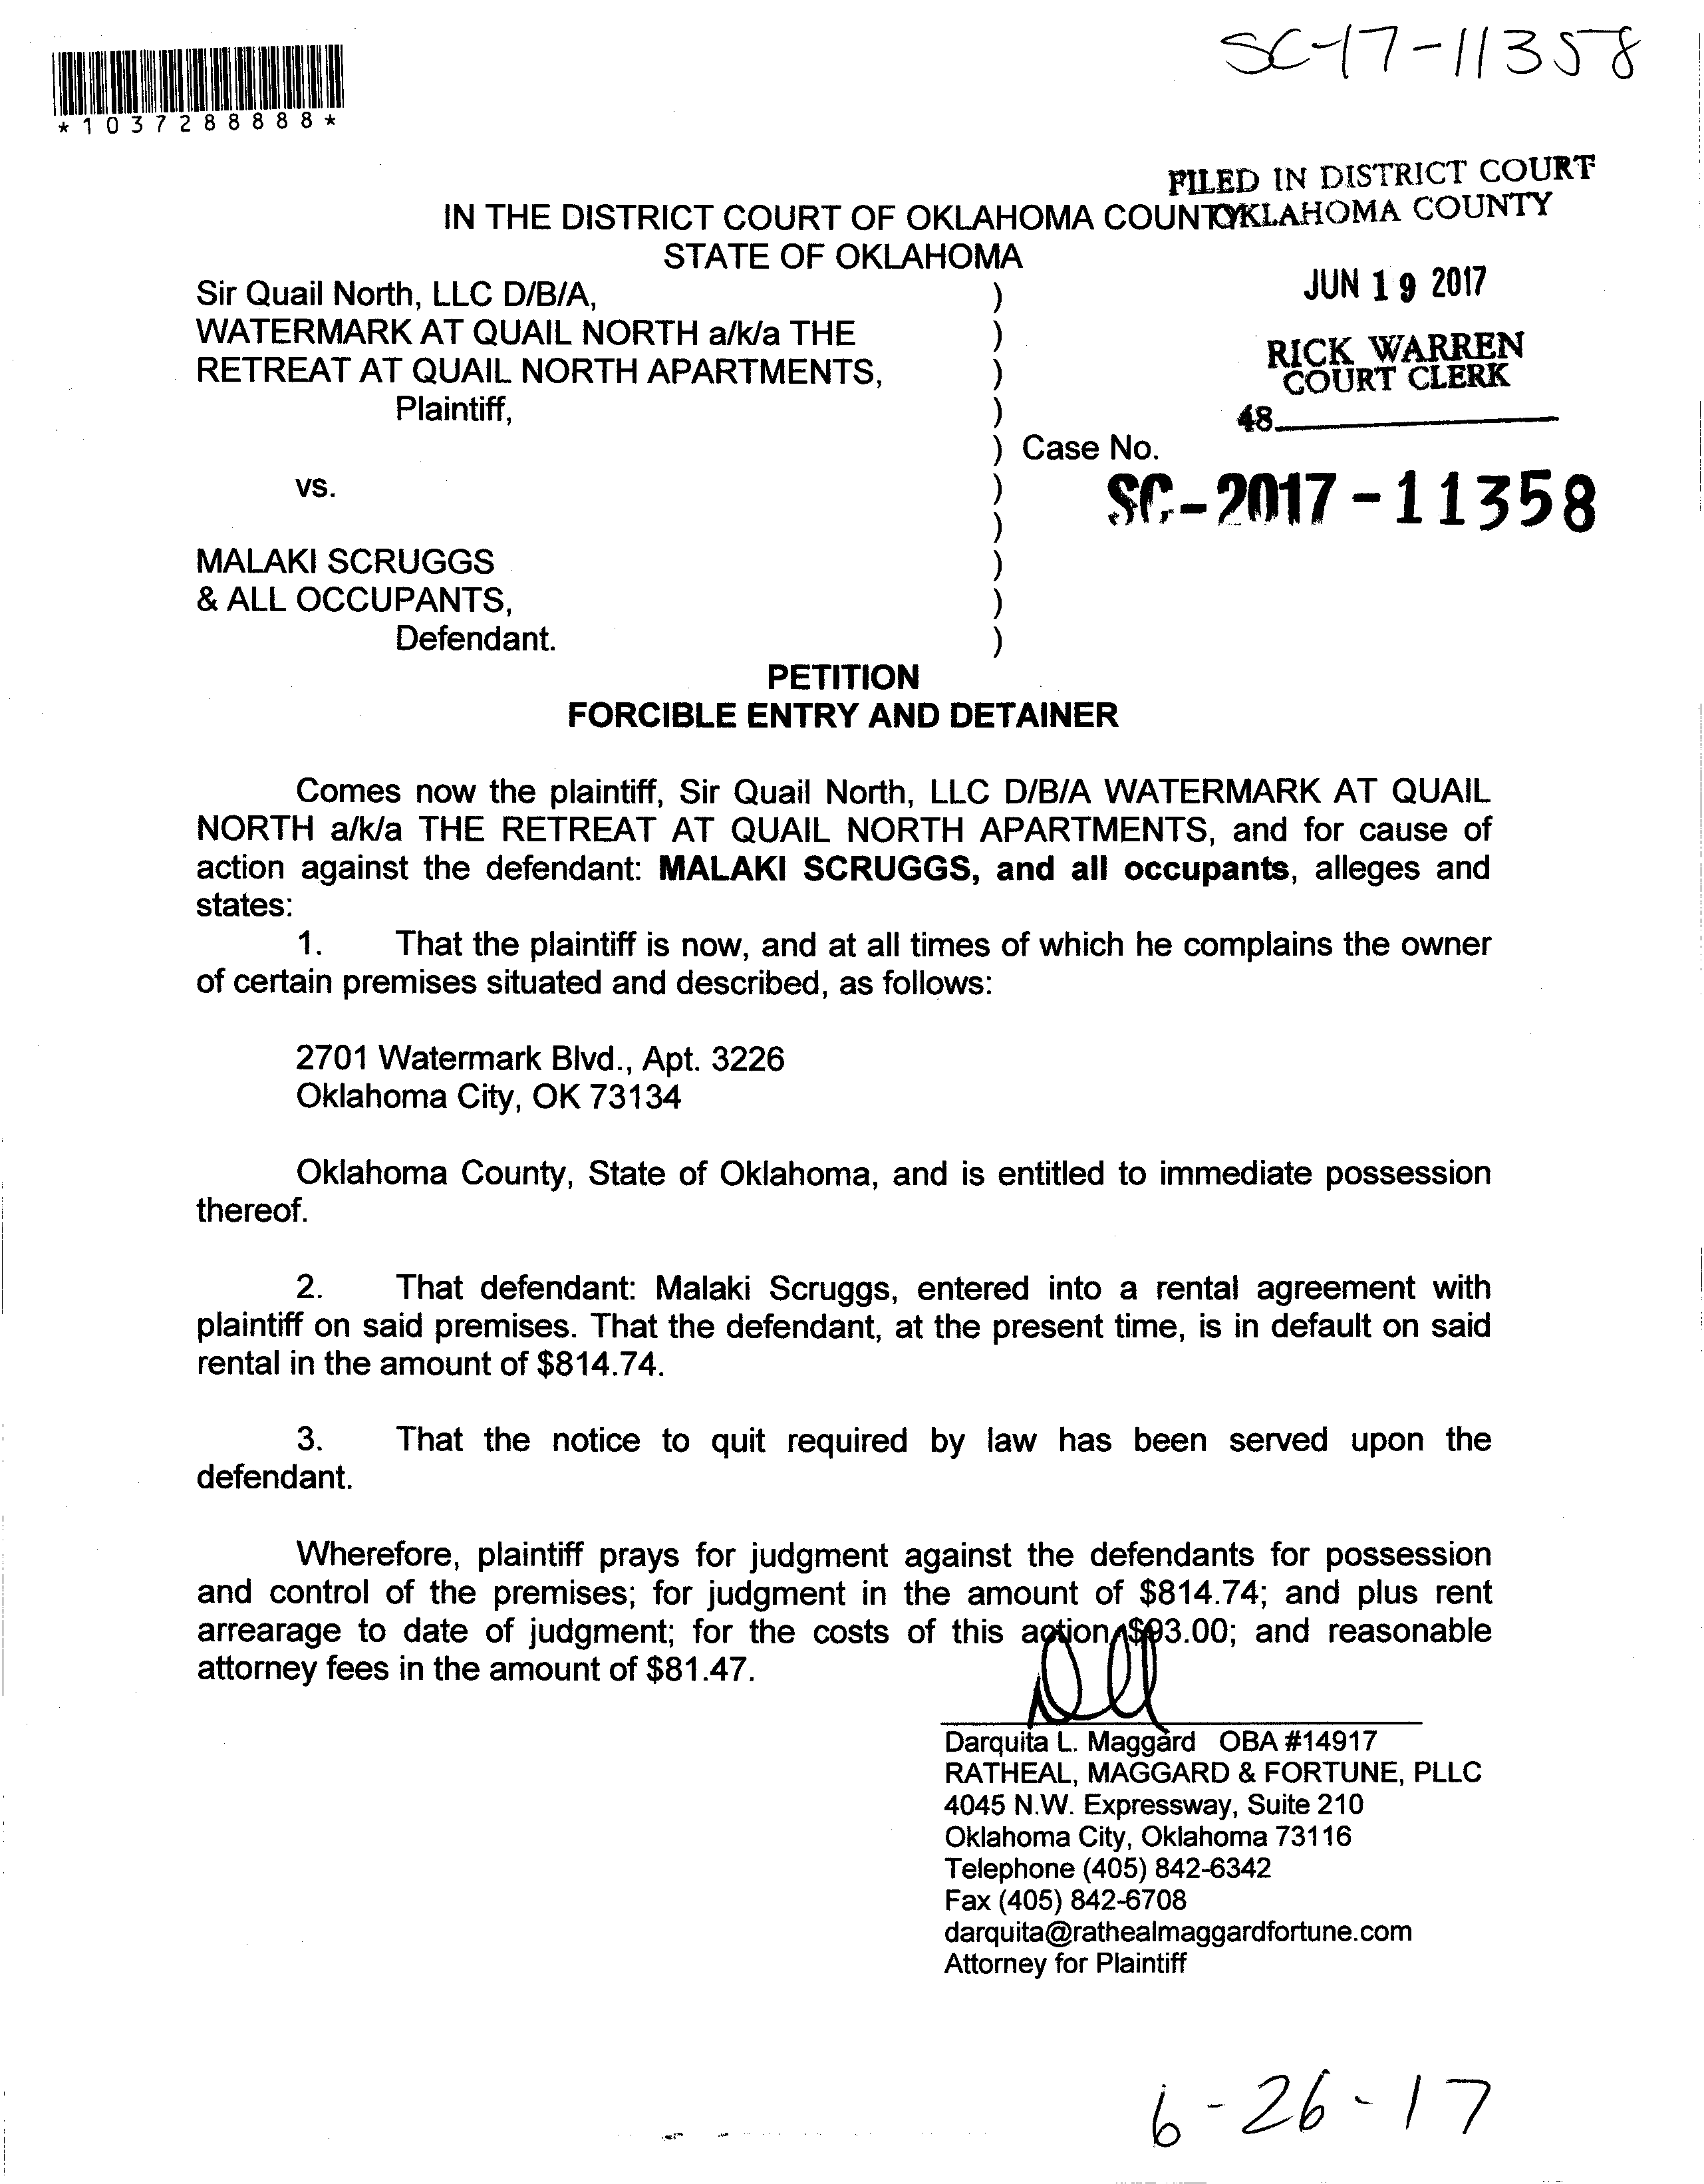 SC-17-11358
*1037288888*
FILED IN DISTRICT COURT
OKLAHOMA COUNTY
IN THE DISTRICT COURT OF OKLAHOMA COUNTY
STATE OF OKLAHOMA
JUN 19 2017
RICK WARREN
COURT CLERK
48
Sir Quail North, LLC D/B/A, )
WATERMARK AT QUAIL NORTH a/k/a THE )
RETREAT AT QUAIL NORTH APARTMENTS, )
Plaintiff, )
) Case No.
vs. )
SC-2017-11358
)
MALAKI SCRUGGS )
& ALL OCCUPANTS, )
Defendant. )
PETITION
FORCIBLE ENTRY AND DETAINER
Comes now the plaintiff, Sir Quail North, LLC D/B/A WATERMARK AT QUAIL
NORTH a/k/a THE RETREAT AT QUAIL NORTH APARTMENTS, and for cause of
action against the defendant: MALAKI SCRUGGS, and all occupants, alleges and
states:
1. That the plaintiff is now, and at all times of which he complains the owner
of certain premises situated and described, as follows:
2701 Watermark Blvd., Apt. 3226
Oklahoma City, OK 73134
Oklahoma County, State of Oklahoma, and is entitled to immediate possession
thereof.
2. That defendant: Malaki Scruggs, entered into a rental agreement with
plaintiff on said premises. That the defendant, at the present time, is in default on said
rental in the amount of $814.74.
3. That the notice to quit required by law has been served upon the
defendant.
Wherefore, plaintiff prays for judgment against the defendants for possession
and control of the premises; for judgment in the amount of $814.74; and plus rent
arrearage to date of judgment; for the costs of this action $93.00; and reasonable
attorney fees in the amount of $81.47.
Darquita L. Maggard OBA #14917
RATHEAL, MAGGARD & FORTUNE, PLLC
4045 N.W. Expressway, Suite 210
Oklahoma City, Oklahoma 73116
Telephone (405) 842-6342
Fax (405) 842-6708
darquita@rathealmaggardfortune.com
Attorney for Plaintiff
6-26-17